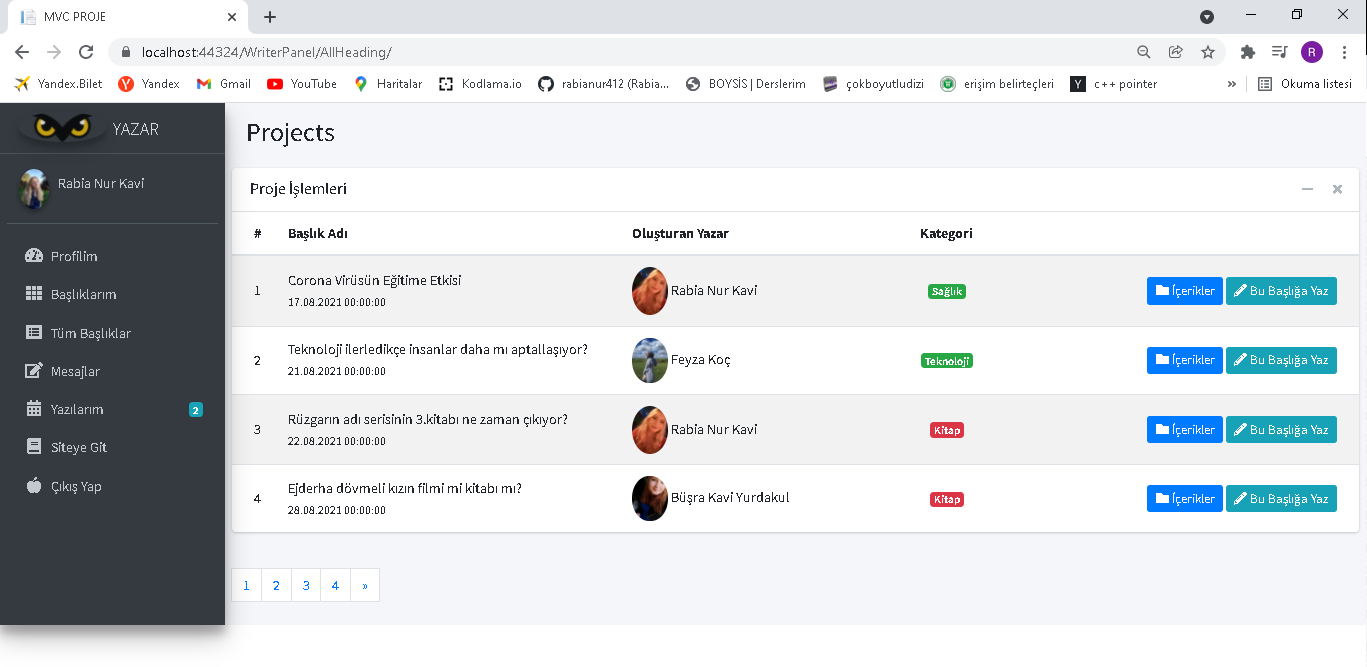 MVC PROJE
localhost:44324/WriterPanel/AllHeading/
R
Yandex.Bilet Yandex Gmail YouTube Haritalar Kodlama.io rabianur412 (Rabia... BOYSİS | Derslerim çokboyutludizi erişim belirteçleri c++ pointer » Okuma listesi
YAZAR
Rabia Nur Kavi
Profilim
Başlıklarım
Tüm Başlıklar
Mesajlar
Yazılarım 2
Siteye Git
Çıkış Yap
Projects
Proje İşlemleri
# Başlık Adı Oluşturan Yazar Kategori
1 Corona Virüsün Eğitime Etkisi Rabia Nur Kavi Sağlık İçerikler Bu Başlığa Yaz
17.08.2021 00:00:00
2 Teknoloji ilerledikçe insanlar daha mı aptallaşıyor? Feyza Koç Teknoloji İçerikler Bu Başlığa Yaz
21.08.2021 00:00:00
3 Rüzgarın adı serisinin 3.kitabı ne zaman çıkıyor? Rabia Nur Kavi Kitap İçerikler Bu Başlığa Yaz
22.08.2021 00:00:00
4 Ejderha dövmeli kızın filmi mi kitabı mı? Büşra Kavi Yurdakul Kitap İçerikler Bu Başlığa Yaz
28.08.2021 00:00:00
1 2 3 4 »